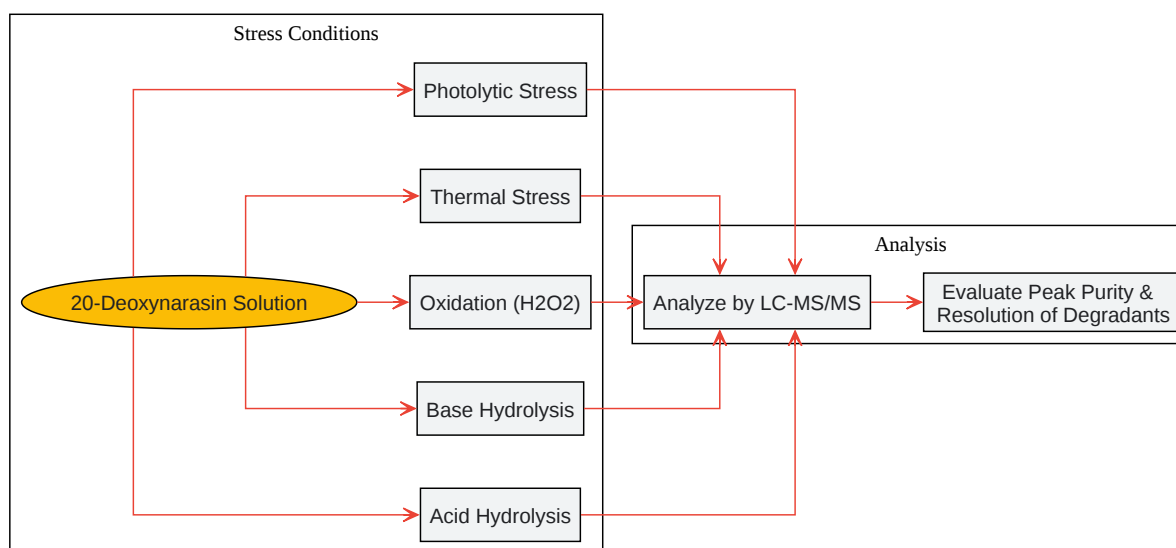 Stress Conditions
Photolytic Stress
Thermal Stress
Analysis
20-Deoxynarasin Solution
Oxidation (H2O2)
Analyze by LC-MS/MS
Evaluate Peak Purity &
Resolution of Degradants
Base Hydrolysis
Acid Hydrolysis